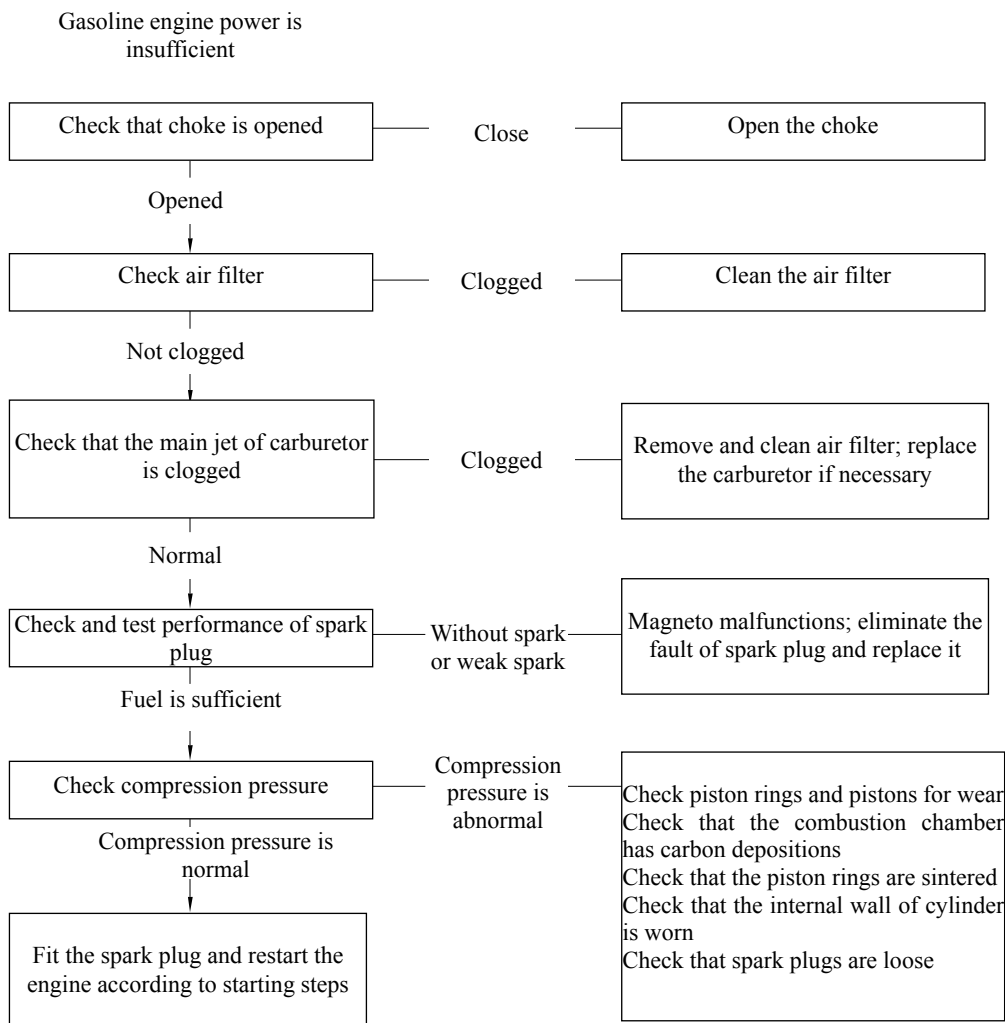 Gasoline engine power is
insufficient
Check that choke is opened
Close
Open the choke
Opened
Check air filter
Clogged
Clean the air filter
Not clogged
Check that the main jet of carburetor
is clogged
Clogged
Remove and clean air filter; replace
the carburetor if necessary
Normal
Check and test performance of spark
plug
Without spark
or weak spark
Magneto malfunctions; eliminate the
fault of spark plug and replace it
Fuel is sufficient
Check compression pressure
Compression
pressure is
abnormal
Check piston rings and pistons for wear
Check that the combustion chamber
has carbon depositions
Check that the piston rings are sintered
Check that the internal wall of cylinder
is worn
Check that spark plugs are loose
Compression pressure is
normal
Fit the spark plug and restart the
engine according to starting steps